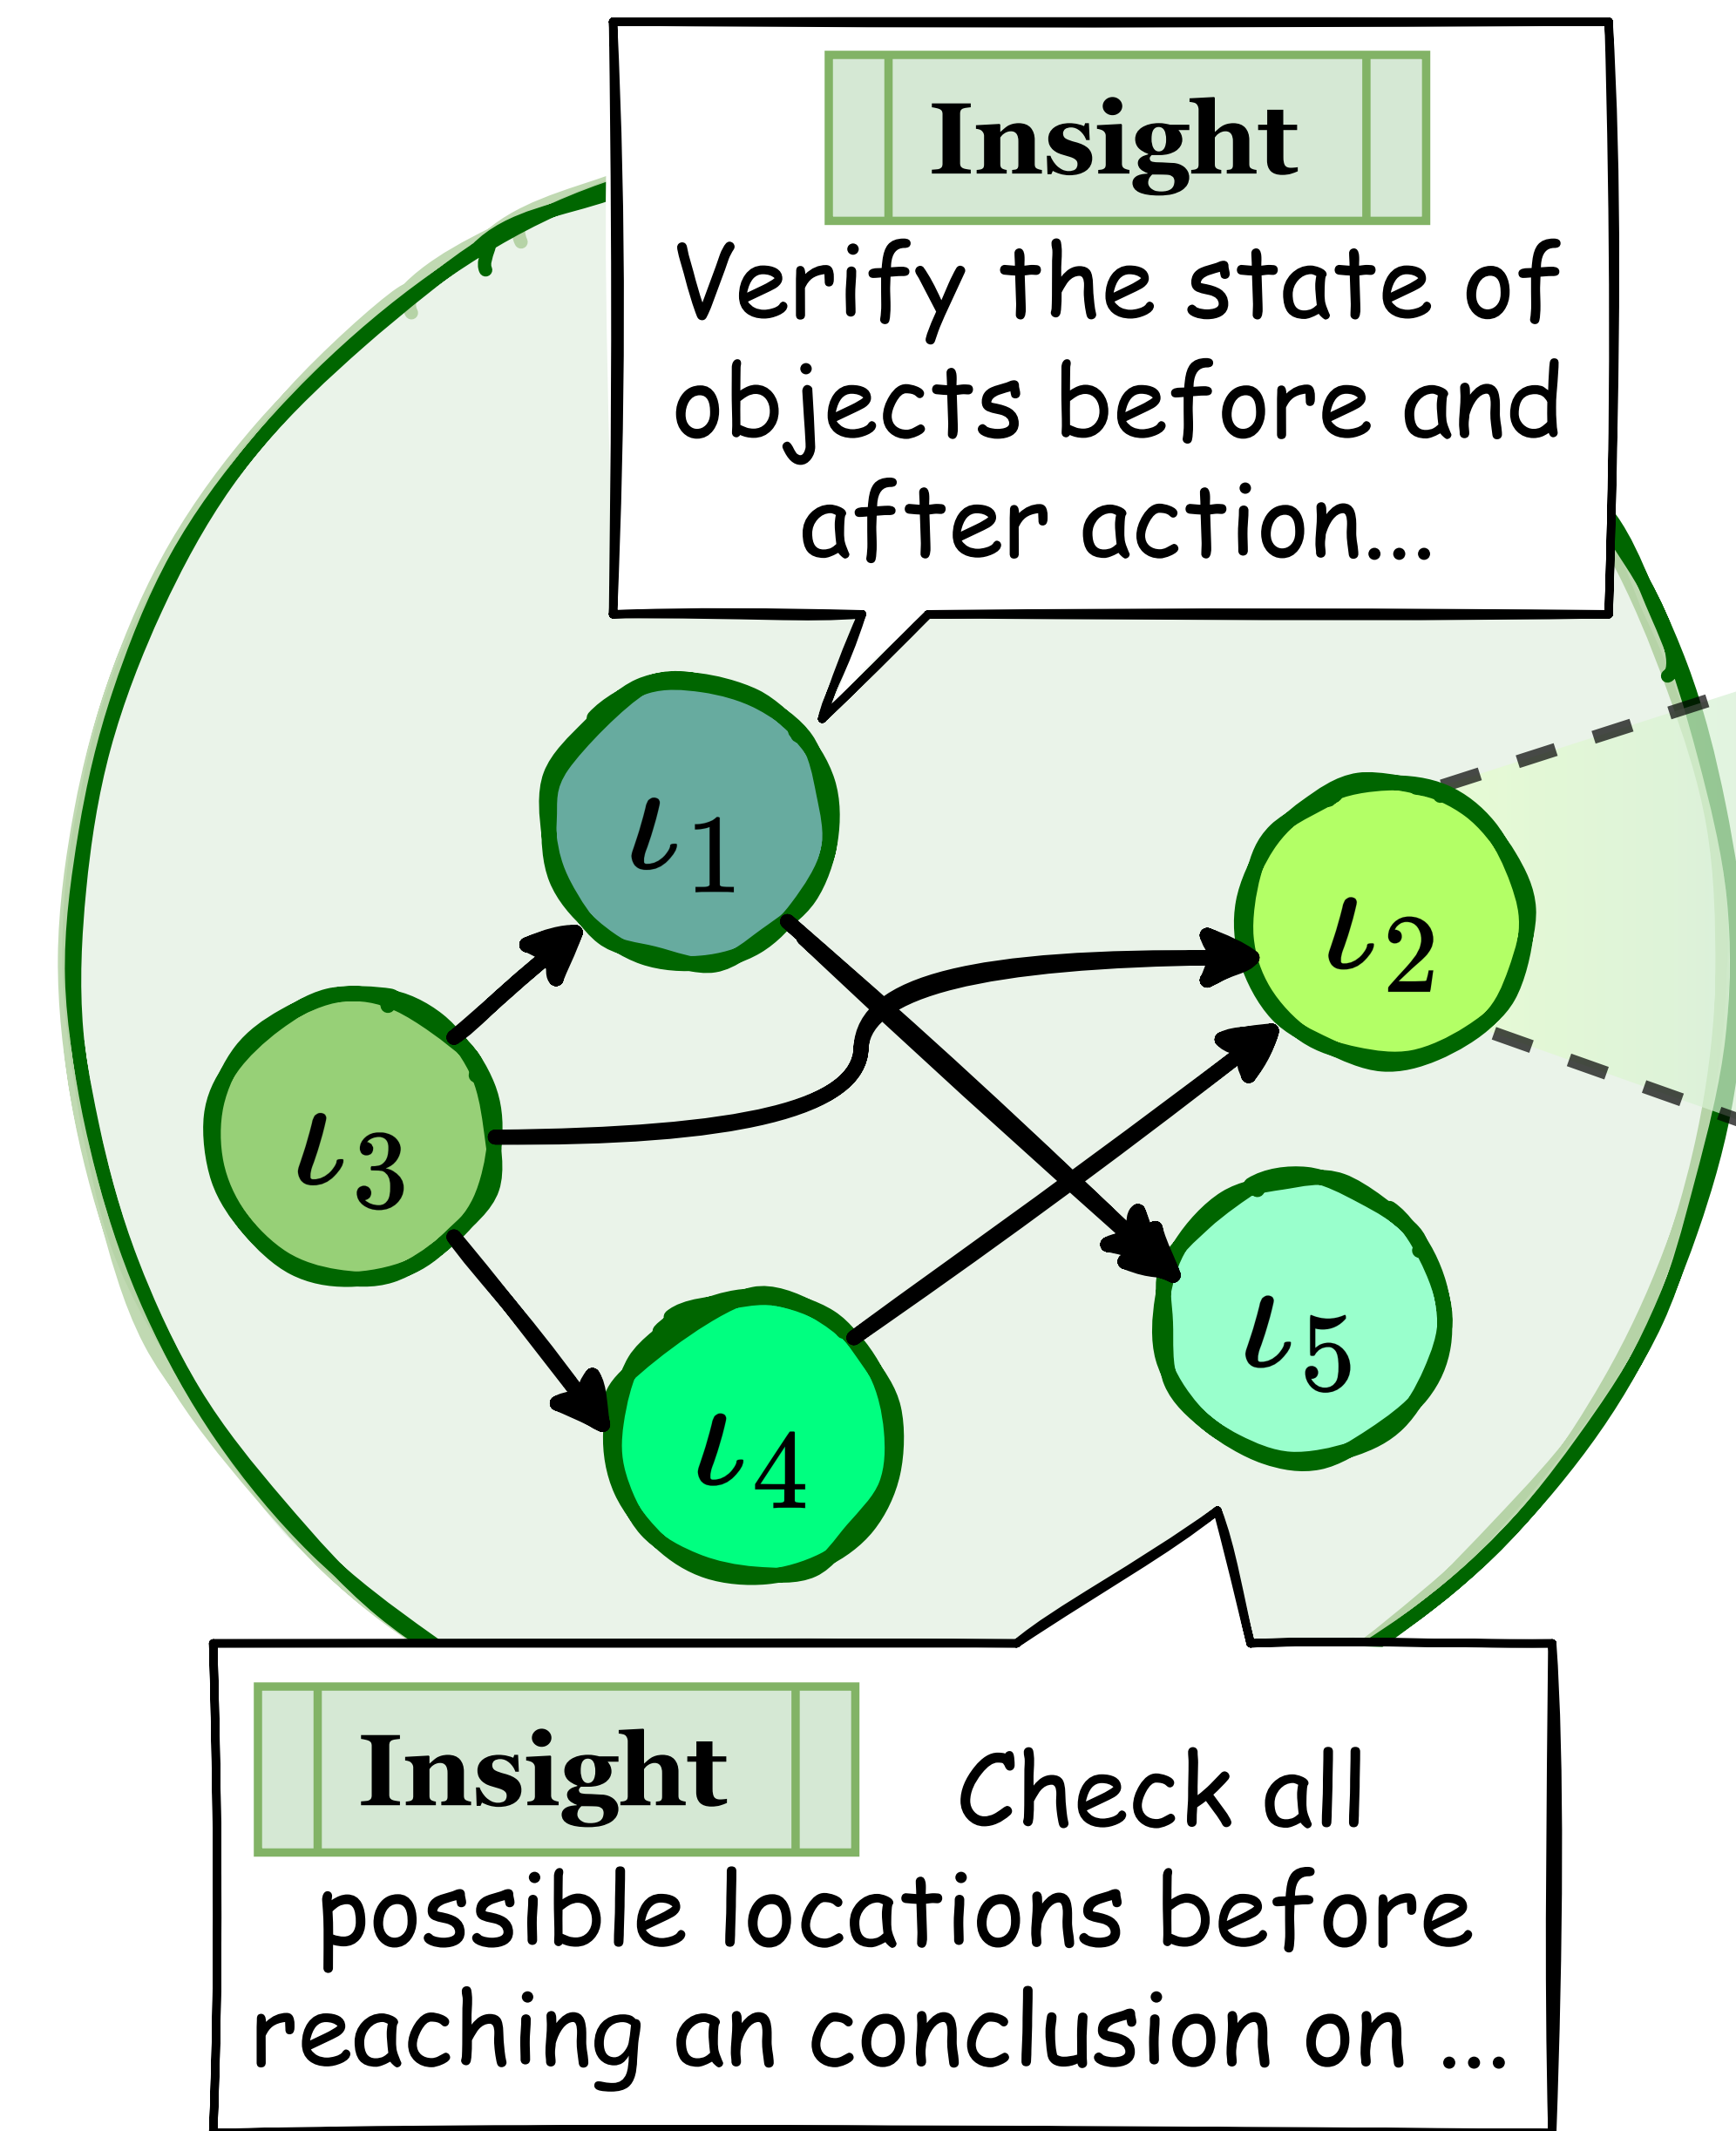 Insight
Verify the state of
objects before and
after action...
ι1
ι2
ι3
ι4
ι5
Insight Check all
possible locations before
reaching an conclusion on...